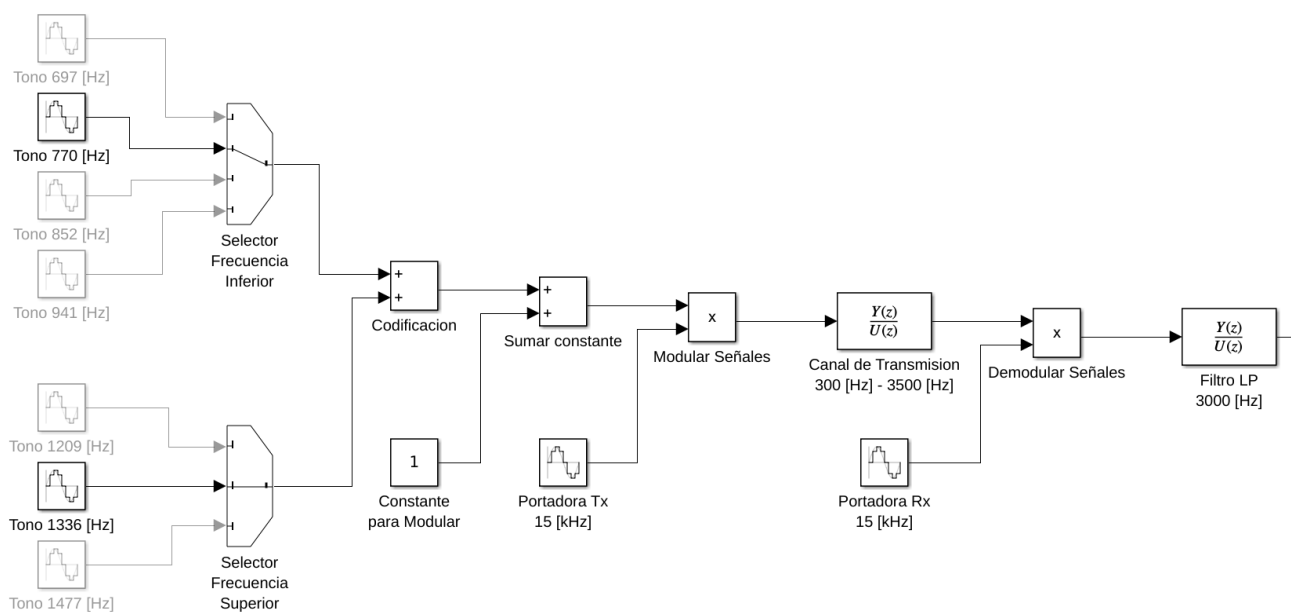 Tono 697 [Hz]
Tono 770 [Hz]
Tono 852 [Hz]
Tono 941 [Hz]
Selector
Frecuencia
Inferior
Tono 1209 [Hz]
Tono 1336 [Hz]
Tono 1477 [Hz]
Selector
Frecuencia
Superior
+
+
Codificacion
1
Constante
para Modular
+
+
Sumar constante
Portadora Tx
15 [kHz]
x
Modular Señales
Y(z)
U(z)
Canal de Transmision
300 [Hz] - 3500 [Hz]
Portadora Rx
15 [kHz]
x
Demodular Señales
Y(z)
U(z)
Filtro LP
3000 [Hz]